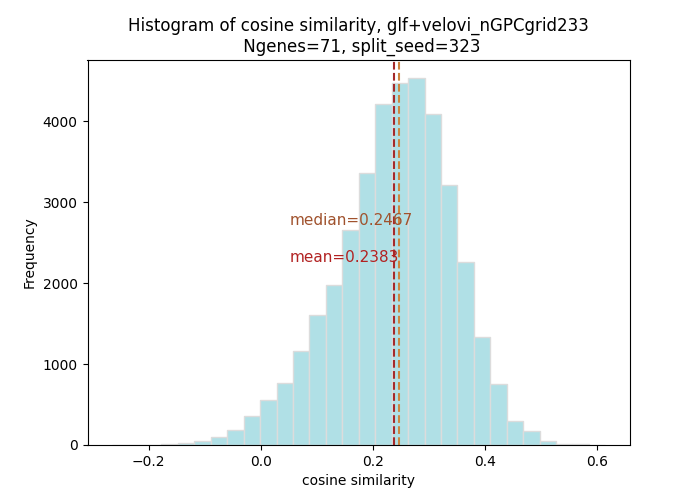 Histogram of cosine similarity, glf+velovi_nGPCgrid233
Ngenes=71, split_seed=323
Frequency
4000
3000
2000
1000
0
median=0.2467
mean=0.2383
−0.2
0.0
0.2
0.4
0.6
cosine similarity